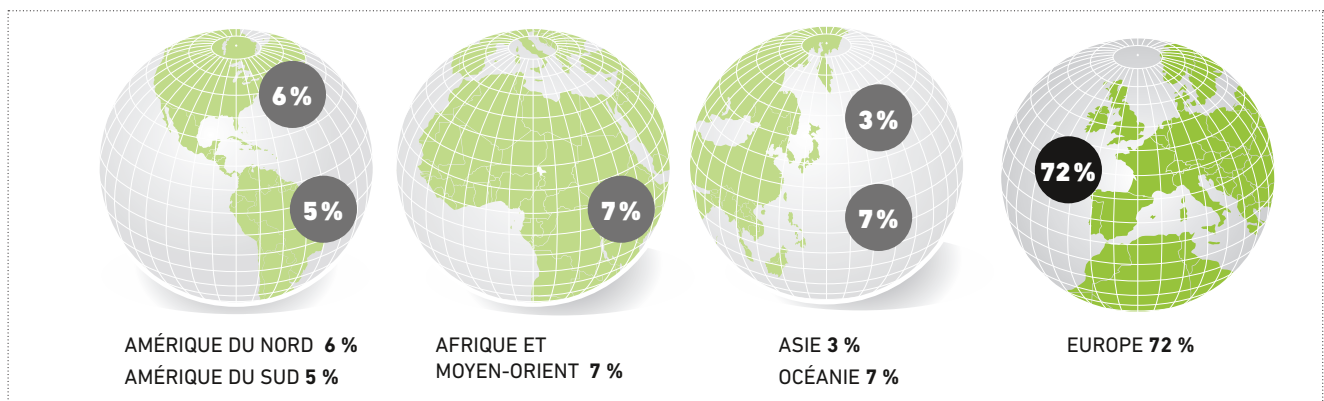 6 %
5 %
7 %
3 %
7 %
72 %
AMÉRIQUE DU NORD 6 %
AMÉRIQUE DU SUD 5 %
AFRIQUE ET
MOYEN-ORIENT 7 %
ASIE 3 %
OCÉANIE 7 %
EUROPE 72 %